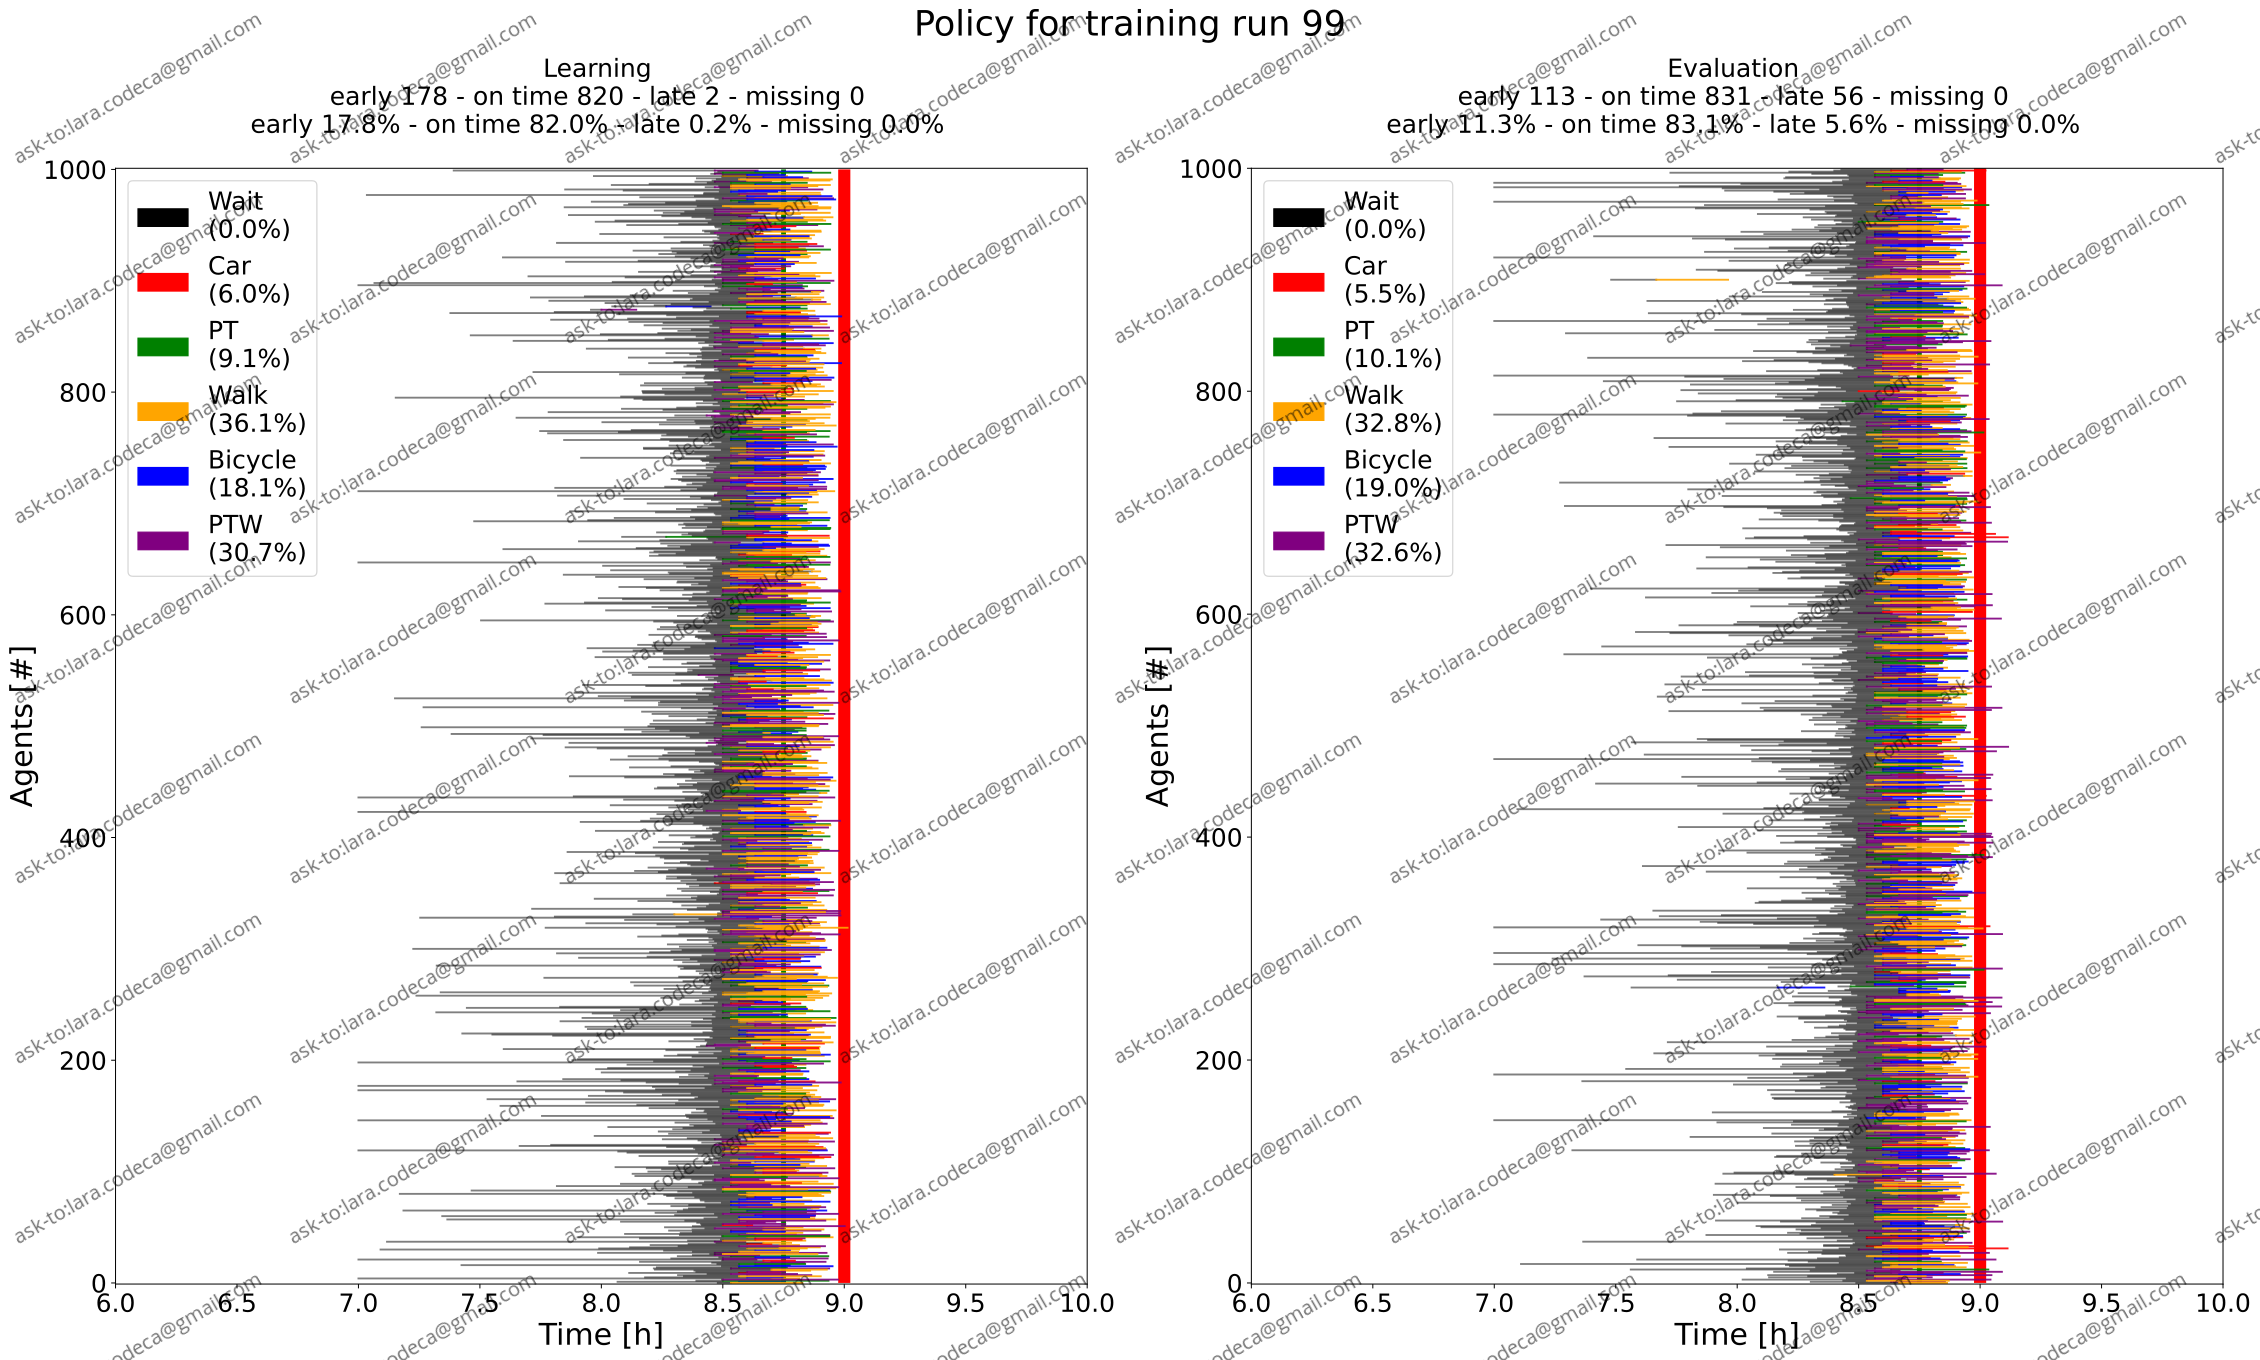 Policy for training run 99
Learning
early 178 - on time 820 - late 2 - missing 0
early 17.8% - on time 82.0% - late 0.2% - missing 0.0%
Agents [#]
1000
800
600
400
200
0
Wait
(0.0%)
Car
(6.0%)
PT
(9.1%)
Walk
(36.1%)
Bicycle
(18.1%)
PTW
(30.7%)
6.0 6.5 7.0 7.5 8.0 8.5 9.0 9.5 10.0
Time [h]
Evaluation
early 113 - on time 831 - late 56 - missing 0
early 11.3% - on time 83.1% - late 5.6% - missing 0.0%
Agents [#]
1000
800
600
400
200
0
Wait
(0.0%)
Car
(5.5%)
PT
(10.1%)
Walk
(32.8%)
Bicycle
(19.0%)
PTW
(32.6%)
6.0 6.5 7.0 7.5 8.0 8.5 9.0 9.5 10.0
Time [h]
ask-to:lara.codeca@gmail.com